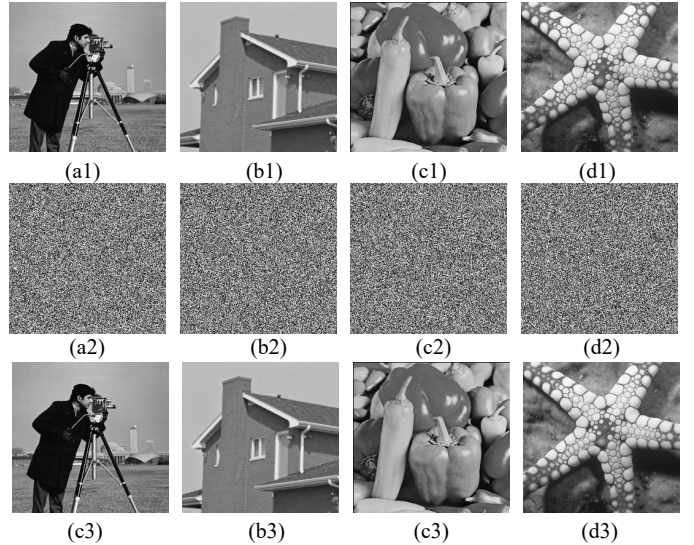 (a1) (b1) (c1) (d1)
(a2) (b2) (c2) (d2)
(c3) (b3) (c3) (d3)